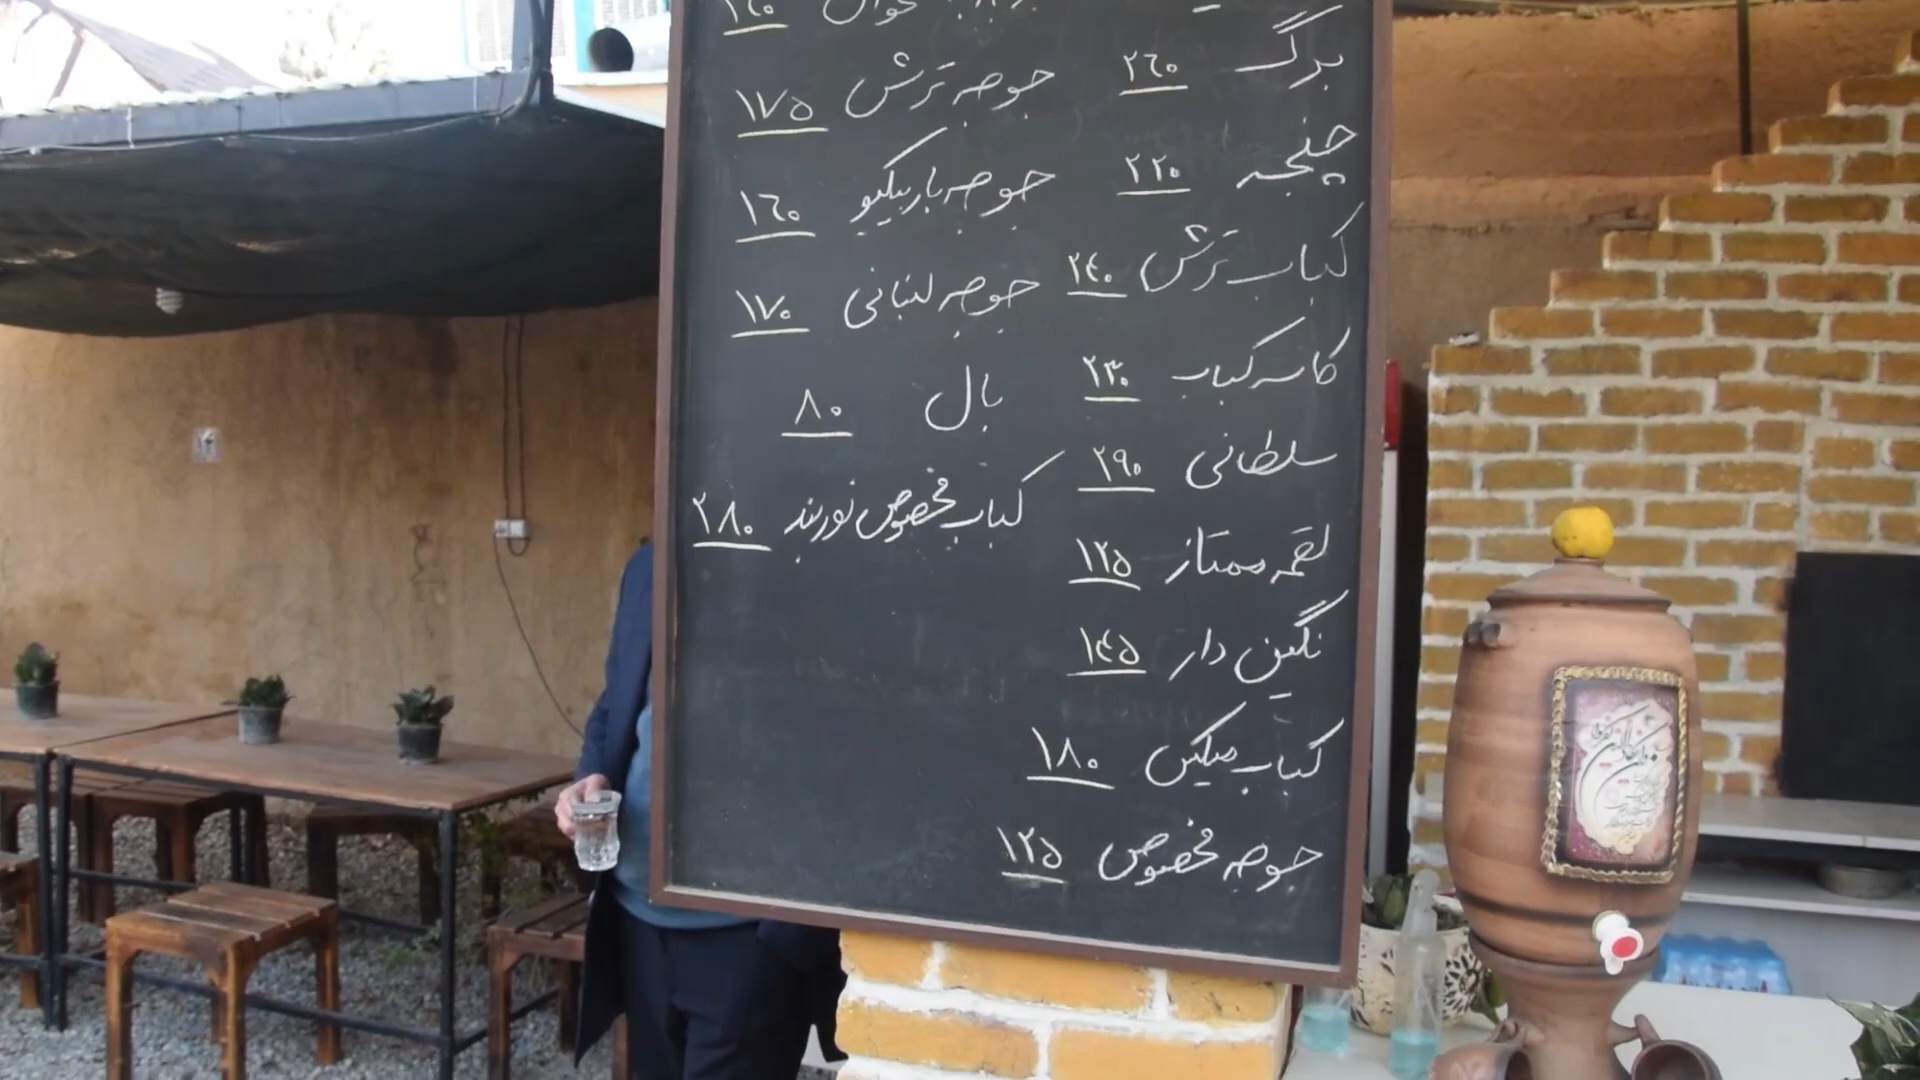 برگ ۲۶۰
چنجه ۲۲۰
کباب ترش ۲۴۰
کاسه کباب ۲۳۰
سلطانی ۲۹۰
لقمه ممتاز ۱۲۵
نگین دار ۱۴۵
کباب میکس ۱۸۰
جوجه مخصوص ۱۲۵
۱۶۰
جوجه ترش ۱۷۵
جوجه باربیکیو ۱۶۰
جوجه لبنانی ۱۷۰
بال ۸۰
کباب مخصوص ۲۸۰